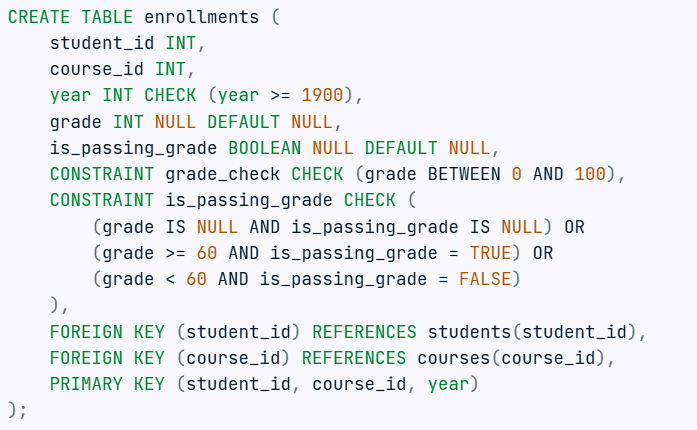 CREATE TABLE enrollments (
    student_id INT,
    course_id INT,
    year INT CHECK (year >= 1900),
    grade INT NULL DEFAULT NULL,
    is_passing_grade BOOLEAN NULL DEFAULT NULL,
    CONSTRAINT grade_check CHECK (grade BETWEEN 0 AND 100),
    CONSTRAINT is_passing_grade CHECK (
        (grade IS NULL AND is_passing_grade IS NULL) OR
        (grade >= 60 AND is_passing_grade = TRUE) OR
        (grade < 60 AND is_passing_grade = FALSE)
    ),
    FOREIGN KEY (student_id) REFERENCES students(student_id),
    FOREIGN KEY (course_id) REFERENCES courses(course_id),
    PRIMARY KEY (student_id, course_id, year)
);